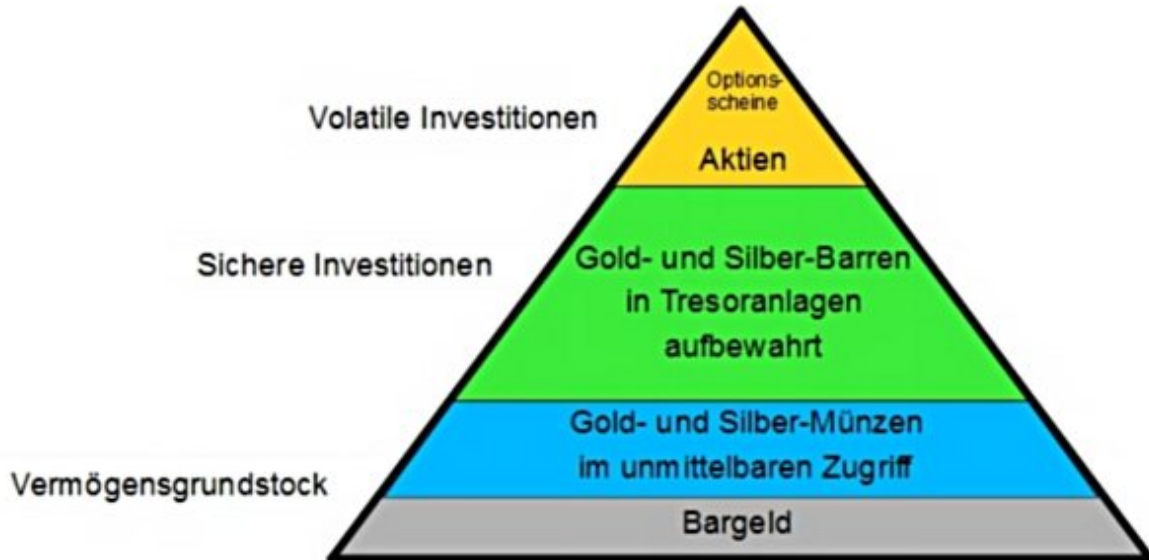 Options-
scheine
Volatile Investitionen
Aktien
Sichere Investitionen
Gold- und Silber-Barren
in Tresoranlagen
aufbewahrt
Gold- und Silber-Münzen
im unmittelbaren Zugriff
Vermögensgrundstock
Bargeld